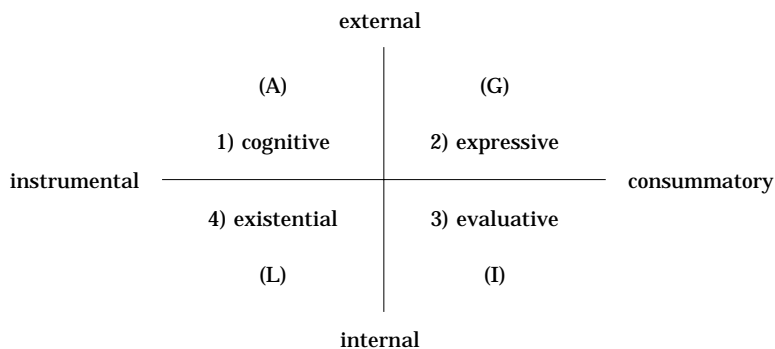 external
(A) (G)
1) cognitive 2) expressive
instrumental consummatory
4) existential 3) evaluative
(L) (I)
internal